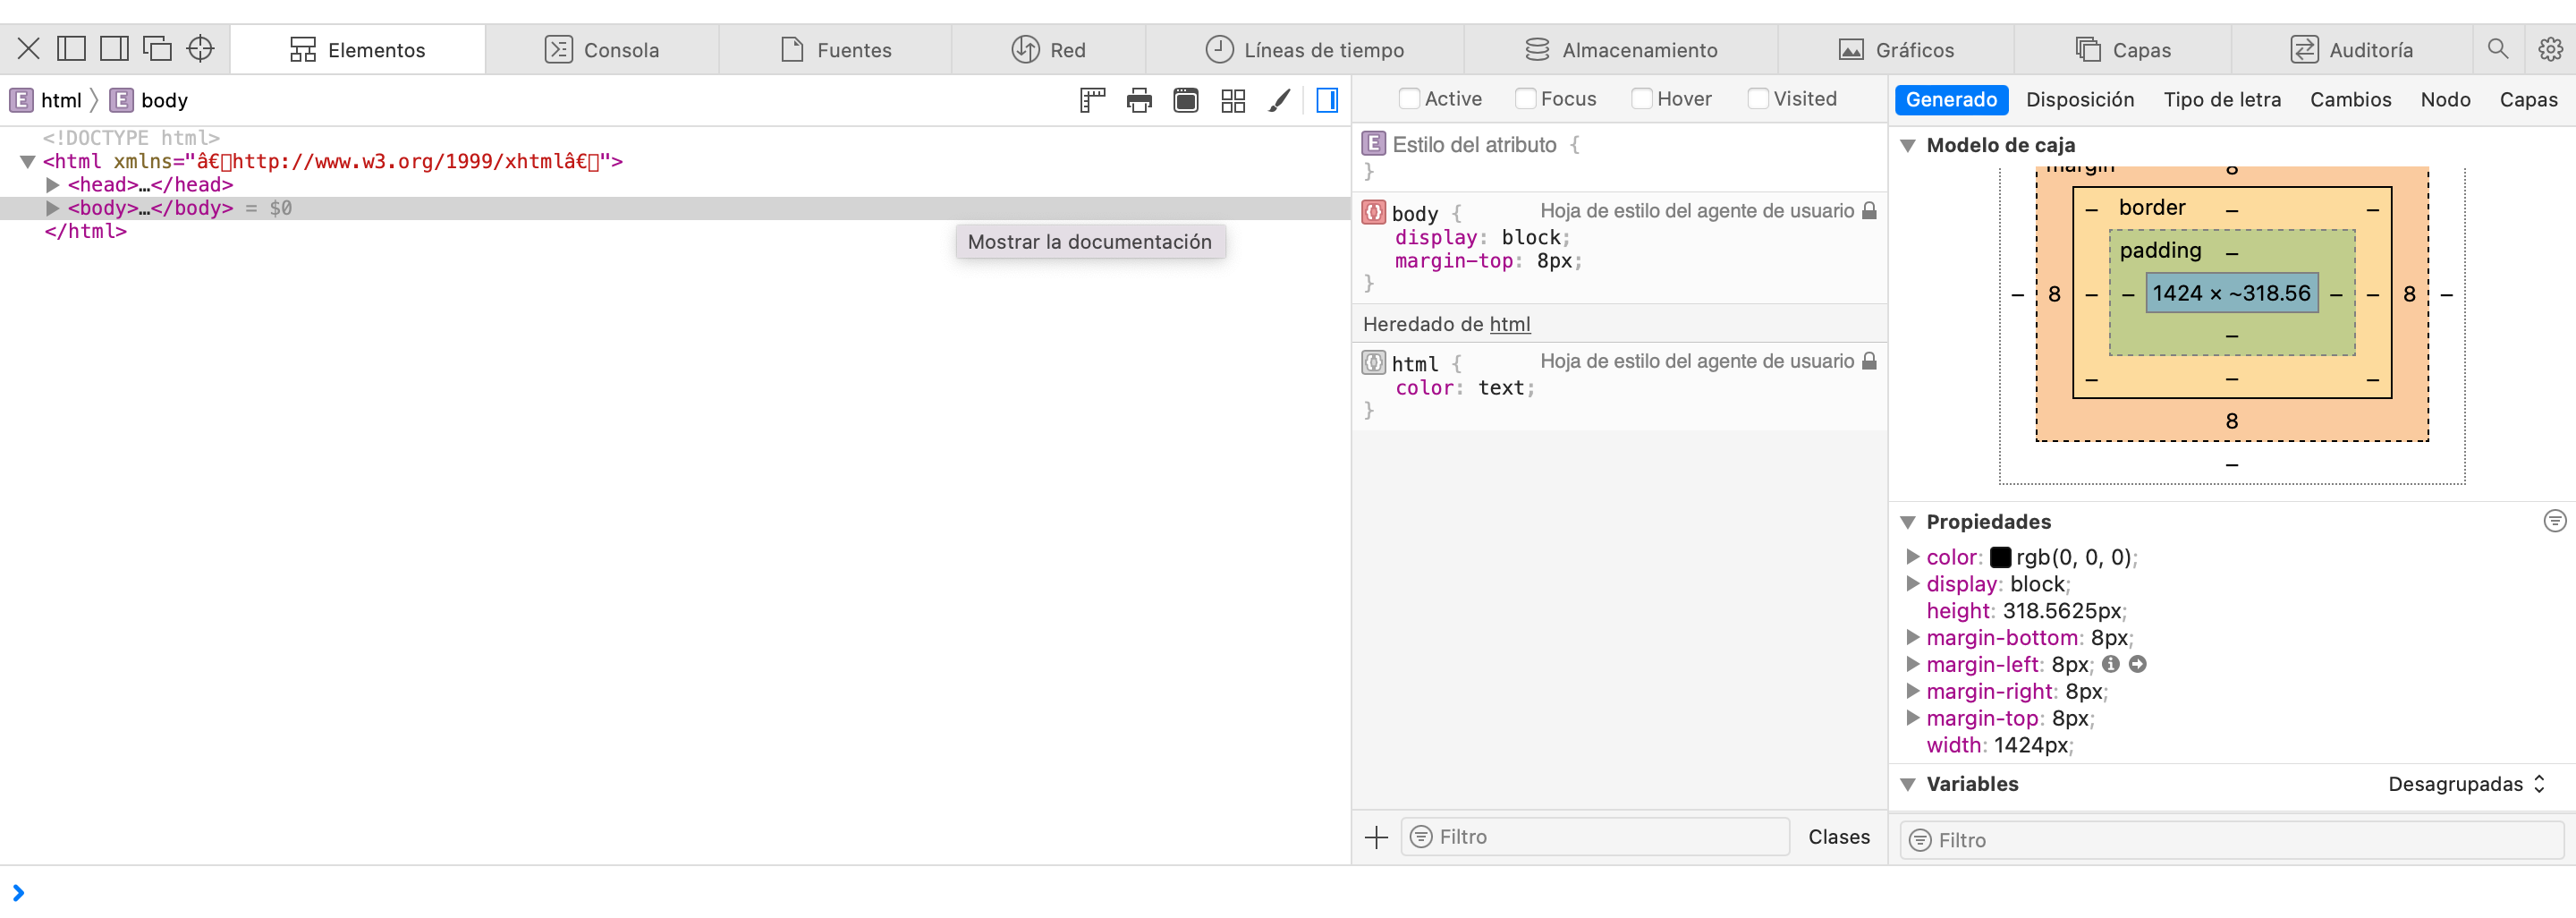 Elementos
Consola
Fuentes
Red
Líneas de tiempo
Almacenamiento
Gráficos
Capas
Auditoría
E html 〉 E body
<!DOCTYPE html>
<html xmlns="â€▯http://www.w3.org/1999/xhtmlâ€▯">
<head>…</head>
<body>…</body> = $0
</html>
Mostrar la documentación
Active Focus Hover Visited
E Estilo del atributo {
}
body { Hoja de estilo del agente de usuario
display: block;
margin-top: 8px;
}
Heredado de html
html { Hoja de estilo del agente de usuario
color: text;
}
Filtro
Clases
Generado Disposición Tipo de letra Cambios Nodo Capas
Modelo de caja
margin 8
border –
padding –
– 8 – – 1424 × ~318.56 – – 8 –
–
– – –
8
–
Propiedades
color: rgb(0, 0, 0);
display: block;
height: 318.5625px;
margin-bottom: 8px;
margin-left: 8px;
margin-right: 8px;
margin-top: 8px;
width: 1424px;
Variables Desagrupadas
Filtro